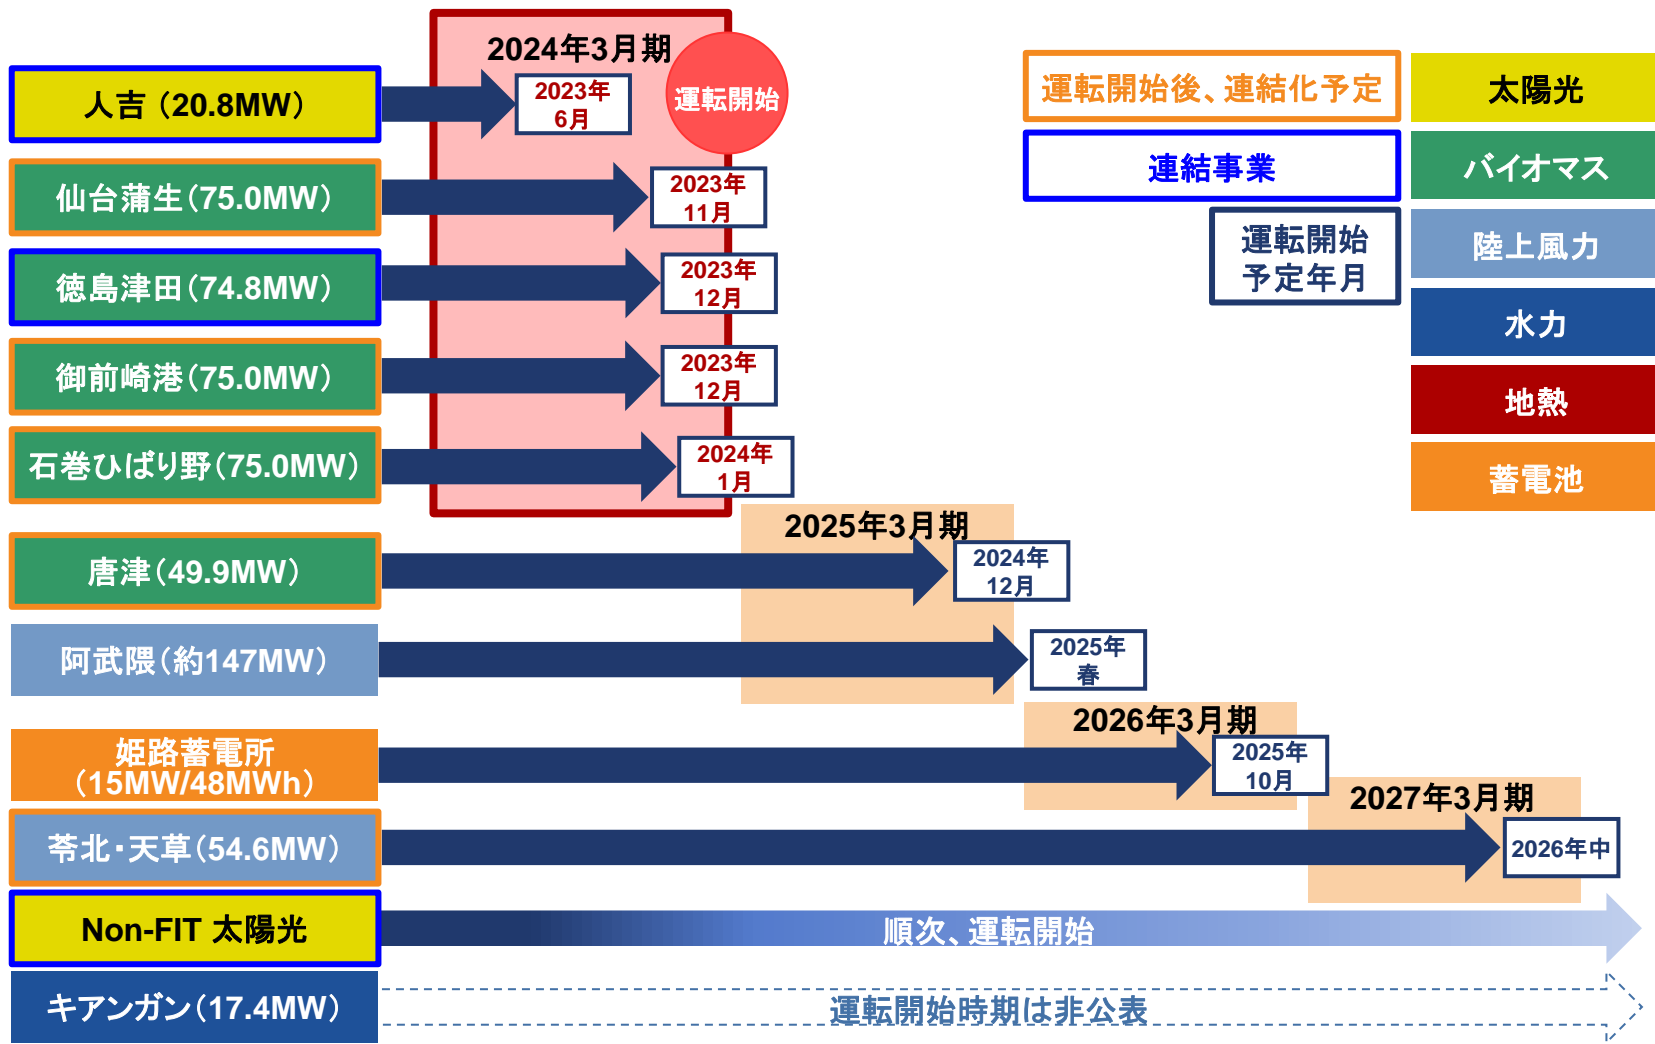 2024年3月期
運転開始
人吉 （20.8MW）
2023年
6月
仙台蒲生（75.0MW）
2023年
11月
徳島津田（74.8MW）
2023年
12月
御前崎港（75.0MW）
2023年
12月
石巻ひばり野（75.0MW）
2024年
1月
2025年3月期
唐津（49.9MW）
2024年
12月
阿武隈（約147MW）
2025年
春
2026年3月期
姫路蓄電所
（15MW/48MWh）
2025年
10月
2027年3月期
苓北・天草（54.6MW）
2026年中
Non-FIT 太陽光
順次、運転開始
キアンガン（17.4MW）
運転開始時期は非公表
運転開始後、連結化予定
連結事業
運転開始
予定年月
太陽光
バイオマス
陸上風力
水力
地熱
蓄電池